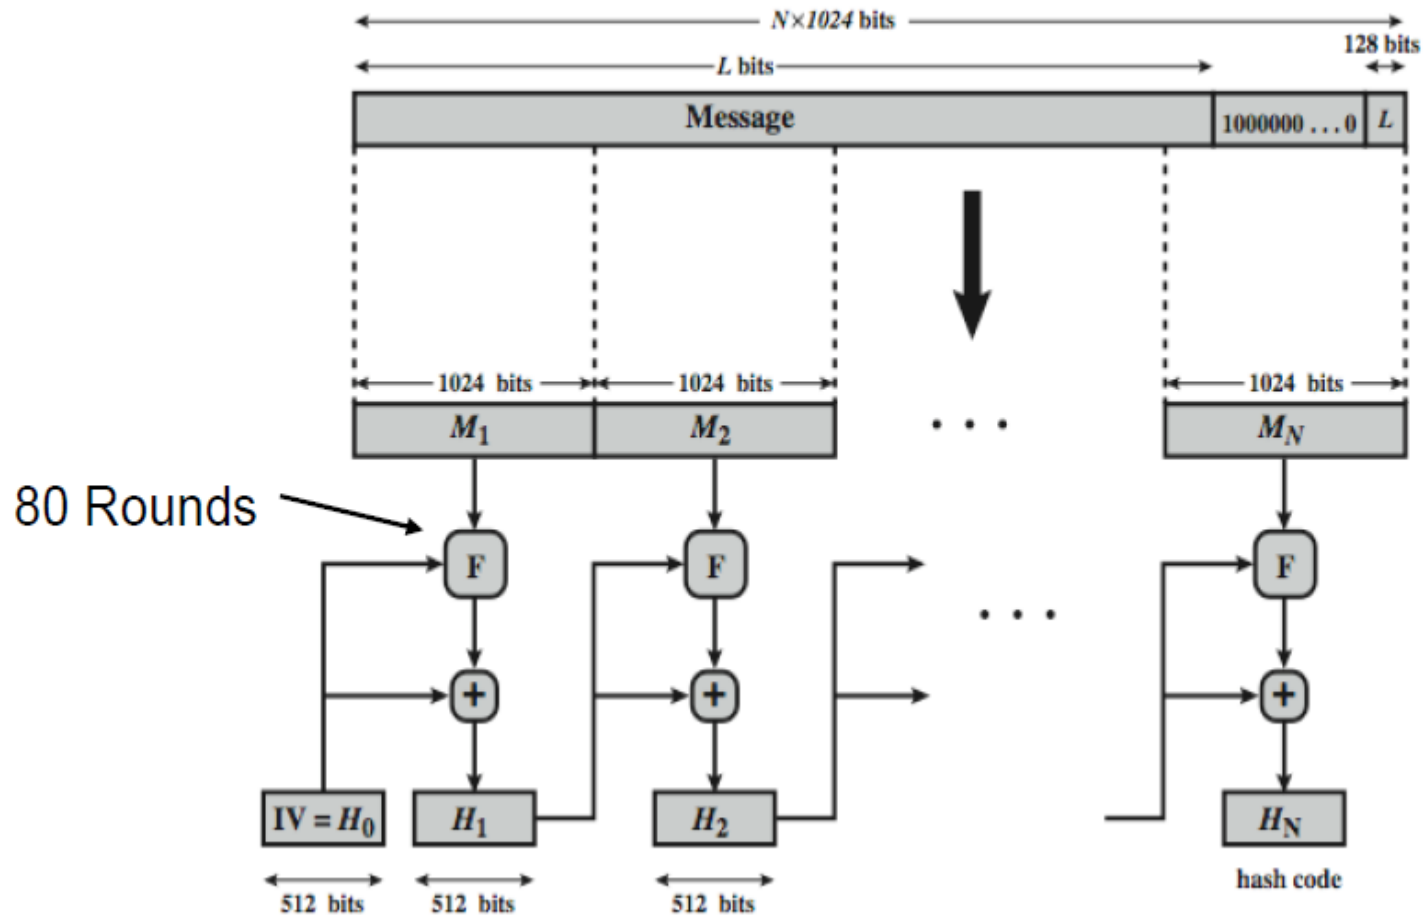 N×1024 bits
128 bits
L bits
Message
1000000 . . . 0
L
1024 bits
1024 bits
1024 bits
M1
M2
. . .
MN
80 Rounds
F
F
F
. . .
+
+
+
IV = H0
H1
H2
HN
hash code
512 bits
512 bits
512 bits